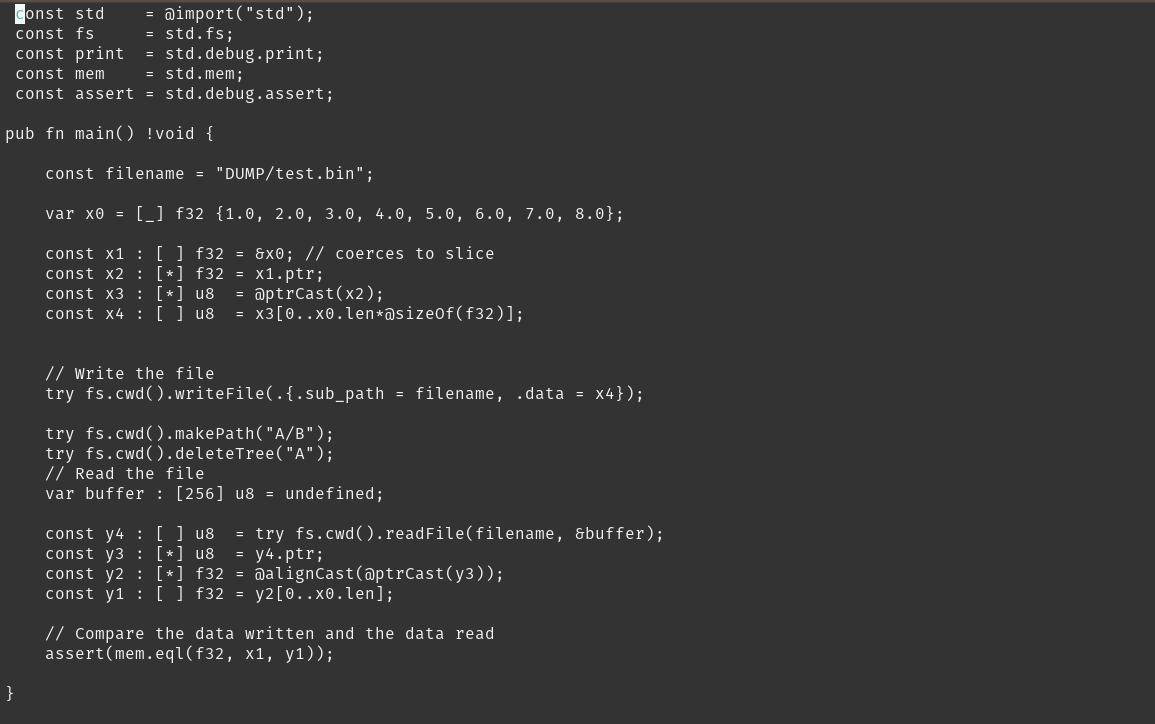 const std    = @import("std");
const fs     = std.fs;
const print  = std.debug.print;
const mem    = std.mem;
const assert = std.debug.assert;
pub fn main() !void {
const filename = "DUMP/test.bin";
var x0 = [_] f32 {1.0, 2.0, 3.0, 4.0, 5.0, 6.0, 7.0, 8.0};
const x1 : [ ] f32 = &x0; // coerces to slice
const x2 : [*] f32 = x1.ptr;
const x3 : [*] u8  = @ptrCast(x2);
const x4 : [ ] u8  = x3[0..x0.len*@sizeOf(f32)];
// Write the file
try fs.cwd().writeFile(.{.sub_path = filename, .data = x4});
try fs.cwd().makePath("A/B");
try fs.cwd().deleteTree("A");
// Read the file
var buffer : [256] u8 = undefined;
const y4 : [ ] u8  = try fs.cwd().readFile(filename, &buffer);
const y3 : [*] u8  = y4.ptr;
const y2 : [*] f32 = @alignCast(@ptrCast(y3));
const y1 : [ ] f32 = y2[0..x0.len];
// Compare the data written and the data read
assert(mem.eql(f32, x1, y1));
}